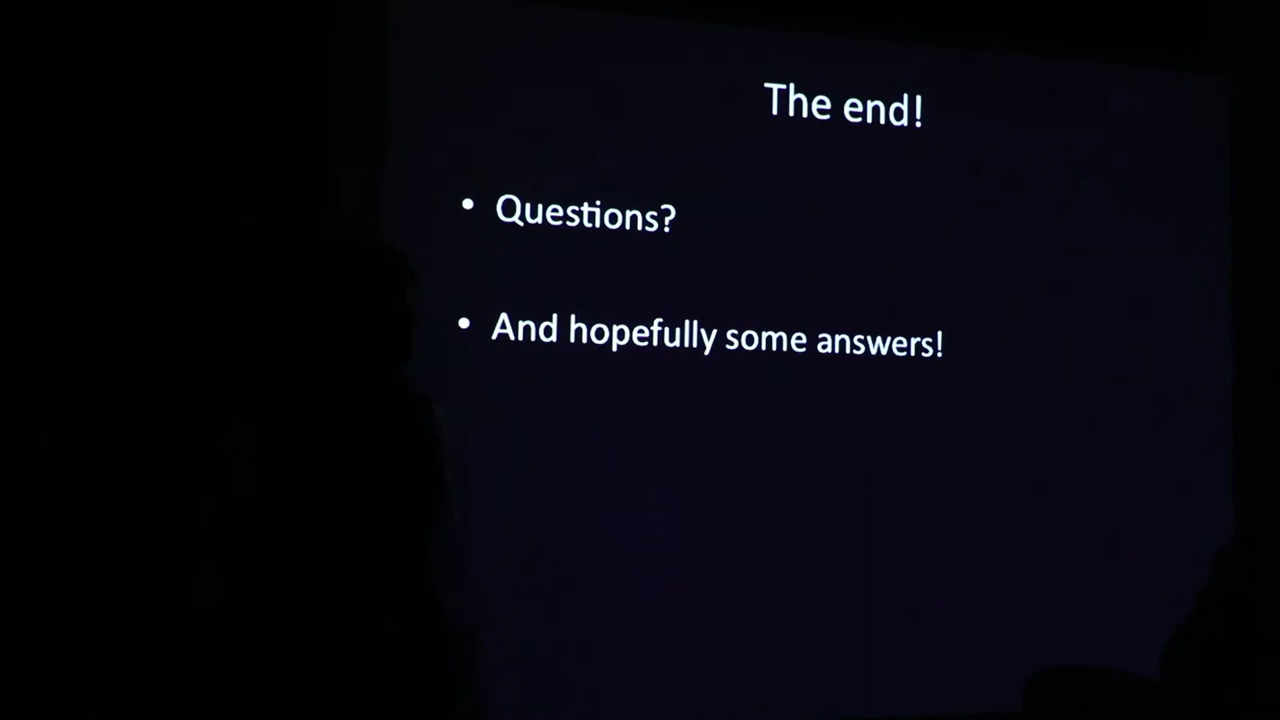 The end!
• Questions?
• And hopefully some answers!